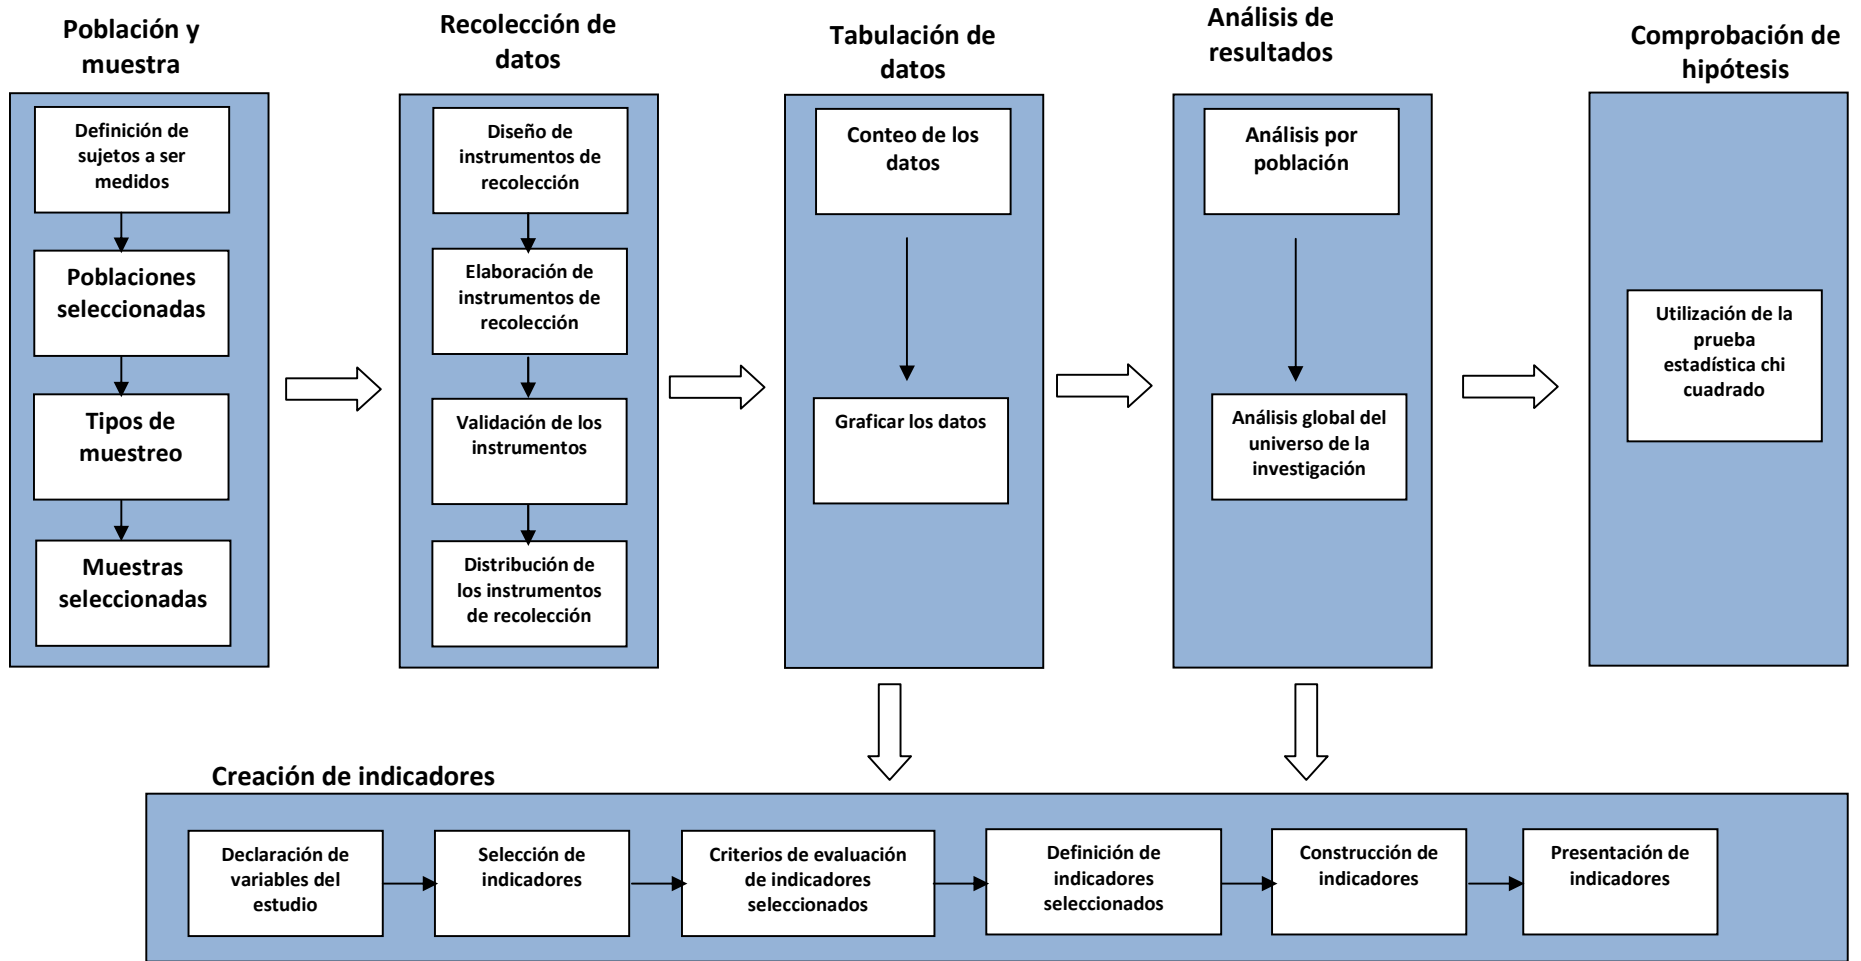 Población y
muestra
Definición de
sujetos a ser
medidos
Poblaciones
seleccionadas
Tipos de
muestreo
Muestras
seleccionadas
Recolección de
datos
Diseño de
instrumentos de
recolección
Elaboración de
instrumentos de
recolección
Validación de los
instrumentos
Distribución de
los instrumentos
de recolección
Tabulación de
datos
Conteo de los
datos
Graficar los datos
Análisis de
resultados
Análisis por
población
Análisis global del
universo de la
investigación
Comprobación de
hipótesis
Utilización de la
prueba
estadística chi
cuadrado
Creación de indicadores
Declaración de
variables del
estudio
Selección de
indicadores
Criterios de evaluación
de indicadores
seleccionados
Definición de
indicadores
seleccionados
Construcción de
indicadores
Presentación de
indicadores